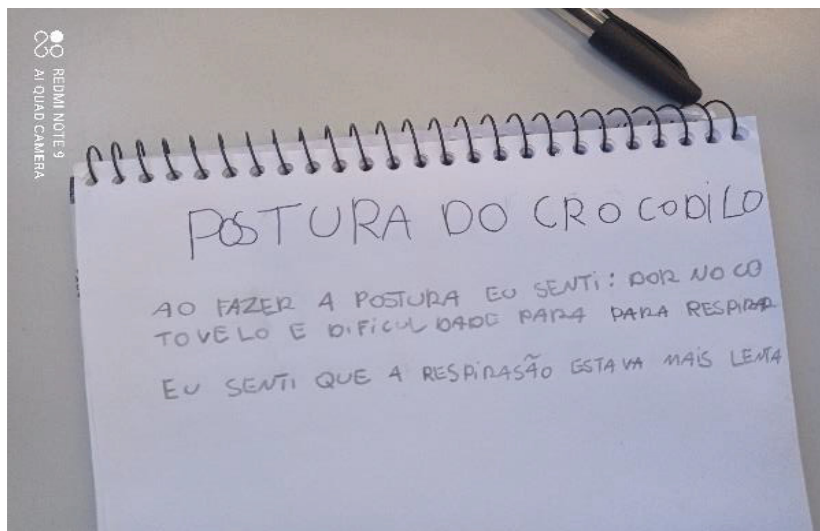 REDMI NOTE 9
AI QUAD CAMERA
POSTURA DO CROCODILO
AO FAZER A POSTURA EU SENTI: DOR NO CO
TOVELO E DIFICULDADE PARA PARA RESPIRAR
EU SENTI QUE A RESPIRASÃO ESTAVA MAIS LENTA